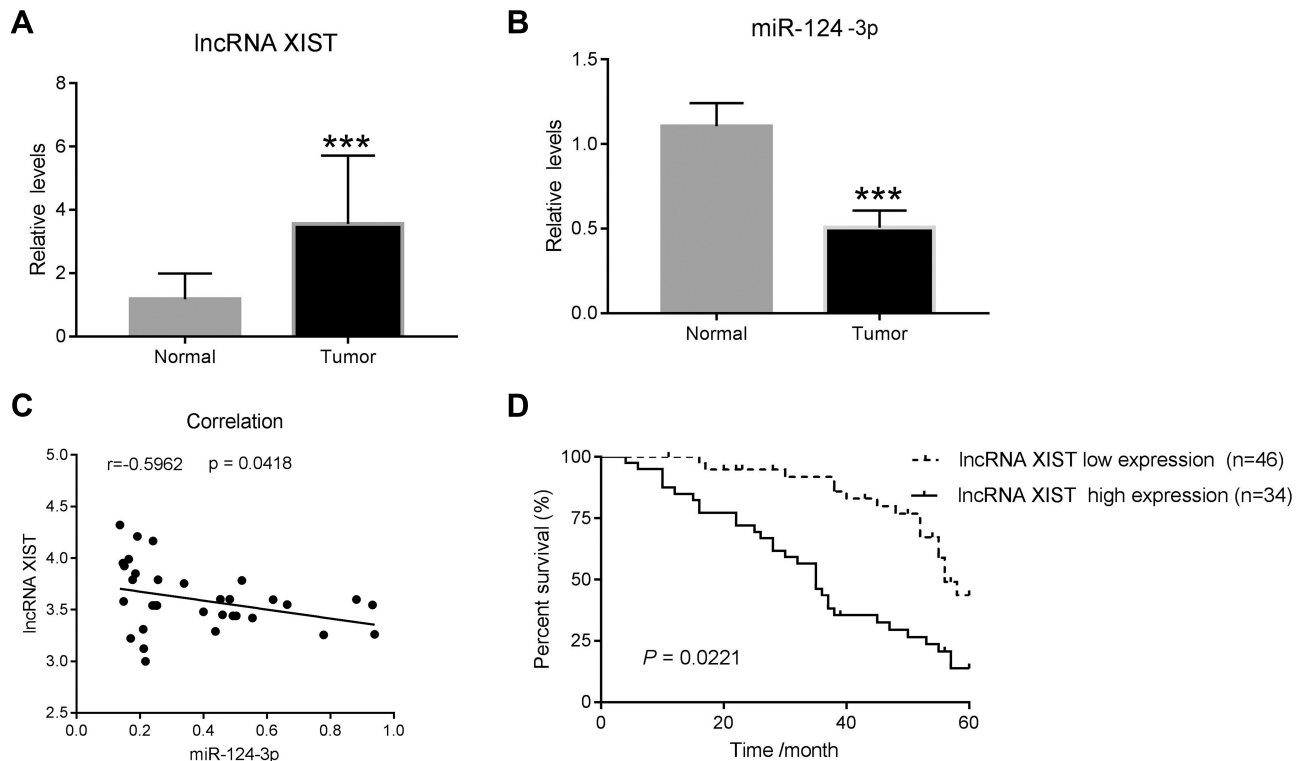 A
lncRNA XIST
Relative levels
8
6
4
2
0
***
Normal
Tumor
B
miR-124 -3p
Relative levels
1.5
1.0
0.5
0.0
***
Normal
Tumor
C
Correlation
r=-0.5962 p = 0.0418
lncRNA XIST
5.0
4.5
4.0
3.5
3.0
2.5
0.0 0.2 0.4 0.6 0.8 1.0
miR-124-3p
D
Percent survival (%)
100
75
50
25
0
lncRNA XIST low expression (n=46)
lncRNA XIST high expression (n=34)
P = 0.0221
0 20 40 60
Time /month